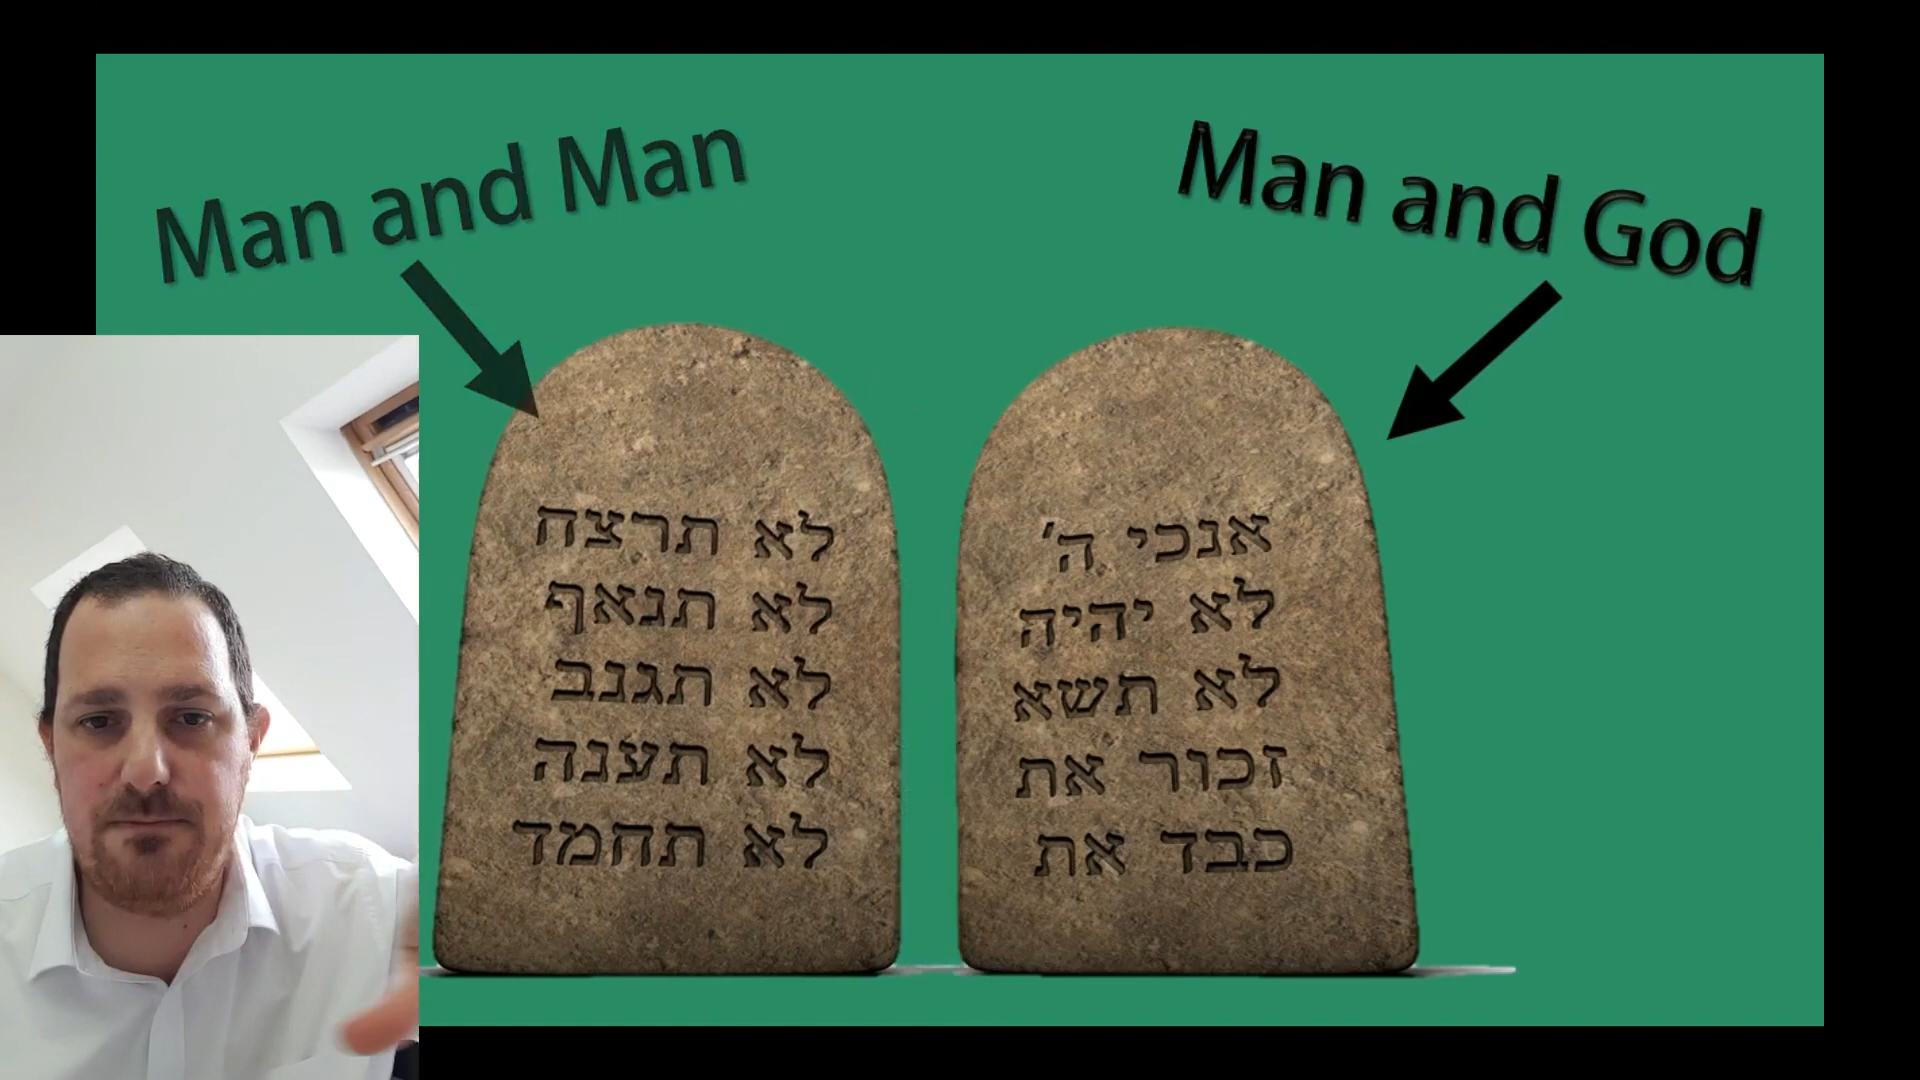 Man and Man
Man and God
אנכי ה'
לא יהיה
לא תשא
זכור את
כבד את
לא תרצח
לא תנאף
לא תגנב
לא תענה
לא תחמד